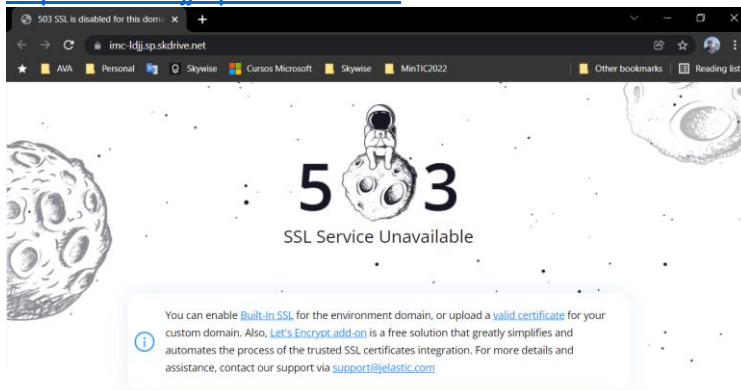 503 SSL is disabled for this doma
imc-ldjj.sp.skdrive.net
AVA Personal Skywise Cursos Microsoft Skywise MinTIC2022 Other bookmarks Reading list
503
SSL Service Unavailable
You can enable Built-In SSL for the environment domain, or upload a valid certificate for your
custom domain. Also, Let's Encrypt add-on is a free solution that greatly simplifies and
automates the process of the trusted SSL certificates integration. For more details and
assistance, contact our support via support@jelastic.com